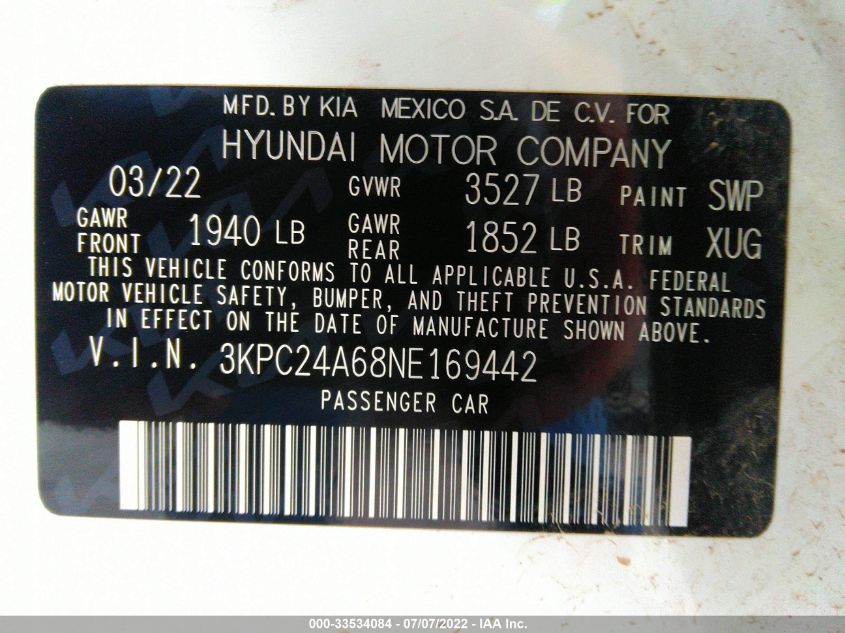 MFD. BY KIA MEXICO S.A. DE C.V. FOR
HYUNDAI MOTOR COMPANY
03/22 GVWR 3527 LB PAINT SWP
GAWR FRONT 1940 LB GAWR REAR 1852 LB TRIM XUG
THIS VEHICLE CONFORMS TO ALL APPLICABLE U.S.A. FEDERAL
MOTOR VEHICLE SAFETY, BUMPER, AND THEFT PREVENTION STANDARDS
IN EFFECT ON THE DATE OF MANUFACTURE SHOWN ABOVE.
V.I.N. 3KPC24A68NE169442
PASSENGER CAR
000-33534084 - 07/07/2022 - IAA Inc.